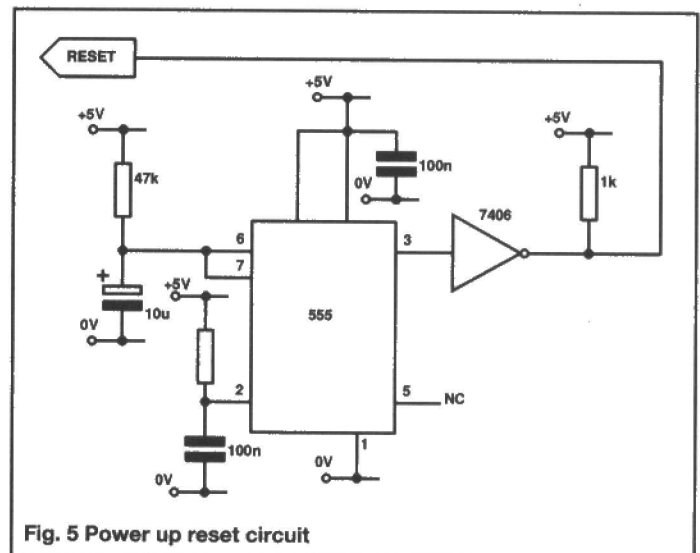 RESET
+5V
+5V
+5V
47k
100n
0V
7406
1k
6
3
7
+
+5V
10u
555
0V
2
5
NC
100n
1
0V
0V
Fig. 5 Power up reset circuit